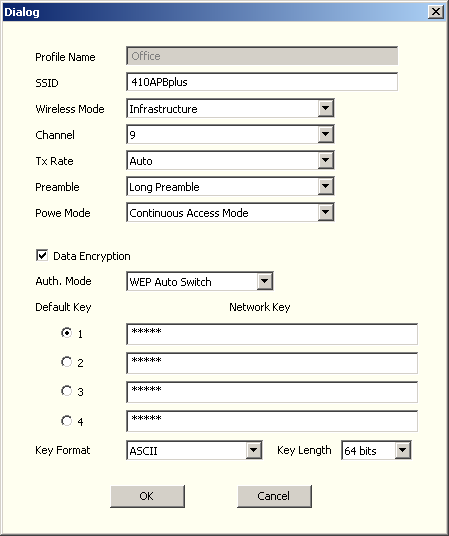 Dialog
Profile Name Office
SSID 410APBplus
Wireless Mode Infrastructure
Channel 9
Tx Rate Auto
Preamble Long Preamble
Powe Mode Continuous Access Mode
Data Encryption
Auth. Mode WEP Auto Switch
Default Key Network Key
1 *****
2 *****
3 *****
4 *****
Key Format ASCII Key Length 64 bits
OK Cancel